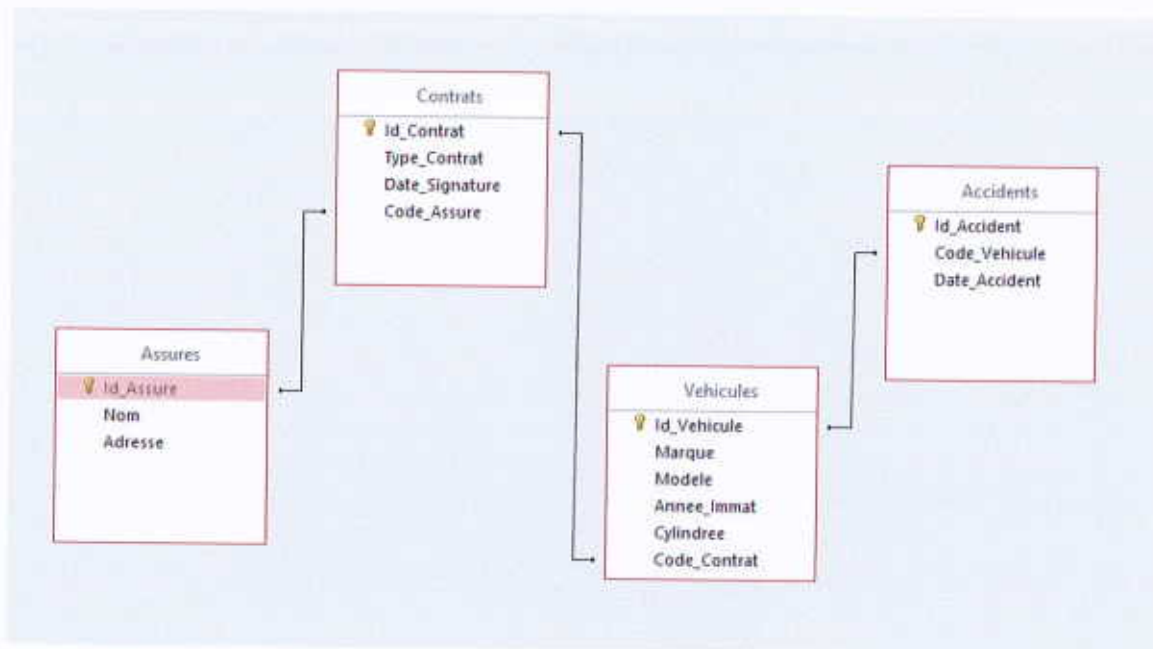 Contrats
Id_Contrat
Type_Contrat
Date_Signature
Code_Assure
Accidents
Id_Accident
Code_Vehicule
Date_Accident
Assures
Id_Assure
Nom
Adresse
Vehicules
Id_Vehicule
Marque
Modele
Annee_Immat
Cylindree
Code_Contrat